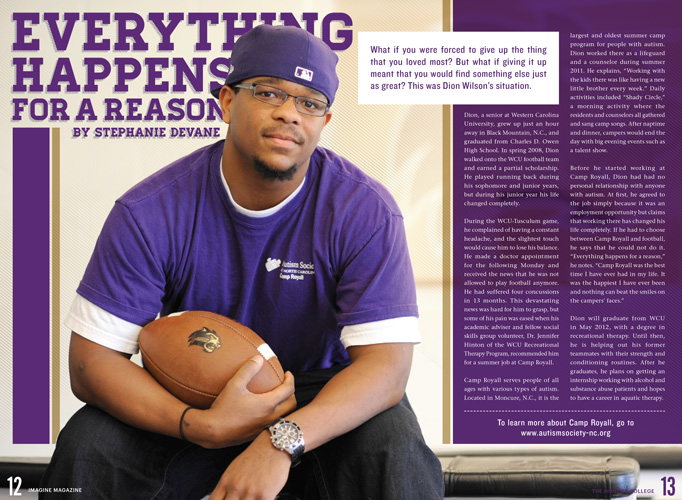 EVERYTHING
HAPPENS
FOR A REASON
BY STEPHANIE DEVANE
What if you were forced to give up the thing
that you loved most? But what if giving it up
meant that you would find something else just
as great? This was Dion Wilson's situation.
Dion, a senior at Western Carolina
University, grew up just an hour
away in Black Mountain, N.C., and
graduated from Charles D. Owen
High School. In spring 2008, Dion
walked onto the WCU football team
and earned a partial scholarship.
He played running back during
his sophomore and junior years,
but during his junior year his life
changed completely.
During the WCU-Tusculum game,
he complained of having a constant
headache, and the slightest touch
would cause him to lose his balance.
He made a doctor appointment
for the following Monday and
received the news that he was not
allowed to play football anymore.
He had suffered four concussions
in 13 months. This devastating
news was hard for him to grasp, but
some of his pain was eased when his
academic adviser and fellow social
skills group volunteer, Dr. Jennifer
Hinton of the WCU Recreational
Therapy Program, recommended him
for a summer job at Camp Royall.
Camp Royall serves people of all
ages with various types of autism.
Located in Moncure, N.C., it is the
largest and oldest summer camp
program for people with autism.
Dion worked there as a lifeguard
and a counselor during summer
2011. He explains, "Working with
the kids there was like having a new
little brother every week." Daily
activities included "Shady Circle,"
a morning activity where the
residents and counselors all gathered
and sang camp songs. After naptime
and dinner, campers would end the
day with big evening events such as
a talent show.
Before he started working at
Camp Royall, Dion had had no
personal relationship with anyone
with autism. At first, he agreed to
the job simply because it was an
employment opportunity but claims
that working there has changed his
life completely. If he had to choose
between Camp Royall and football,
he says that he could not do it.
"Everything happens for a reason,"
he notes. "Camp Royall was the best
time I have ever had in my life. It
was the happiest I have ever been
and nothing can beat the smiles on
the campers' faces."
Dion will graduate from WCU
in May 2012, with a degree in
recreational therapy. Until then,
he is helping out his former
teammates with their strength and
conditioning routines. After he
graduates, he plans on getting an
internship working with alcohol and
substance abuse patients and hopes
to have a career in aquatic therapy.
To learn more about Camp Royall, go to
www.autismsociety-nc.org
Autism Society
of NORTH CAROLINA
Camp Royall
12 IMAGINE MAGAZINE
COLLEGE 13